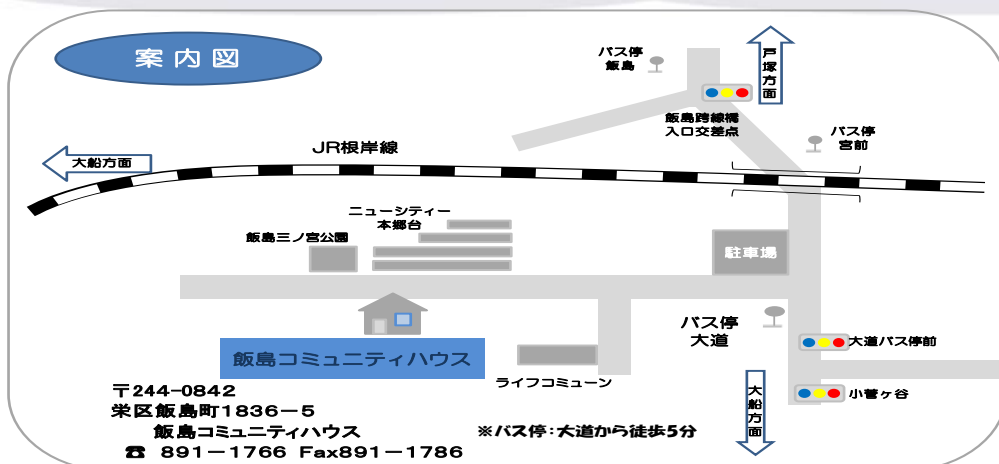 案内図
バス停
飯島
戸塚方面
飯島跨線橋
入口交差点
バス停
宮前
JR根岸線
大船方面
ニューシティー
本郷台
飯島三ノ宮公園
駐車場
バス停
大道
大道バス停前
飯島コミュニティハウス
ライフコミューン
大船方面
小菅ヶ谷
〒244-0842
栄区飯島町1836-5
飯島コミュニティハウス
※バス停:大道から徒歩5分
☎ 891-1766 Fax891-1786